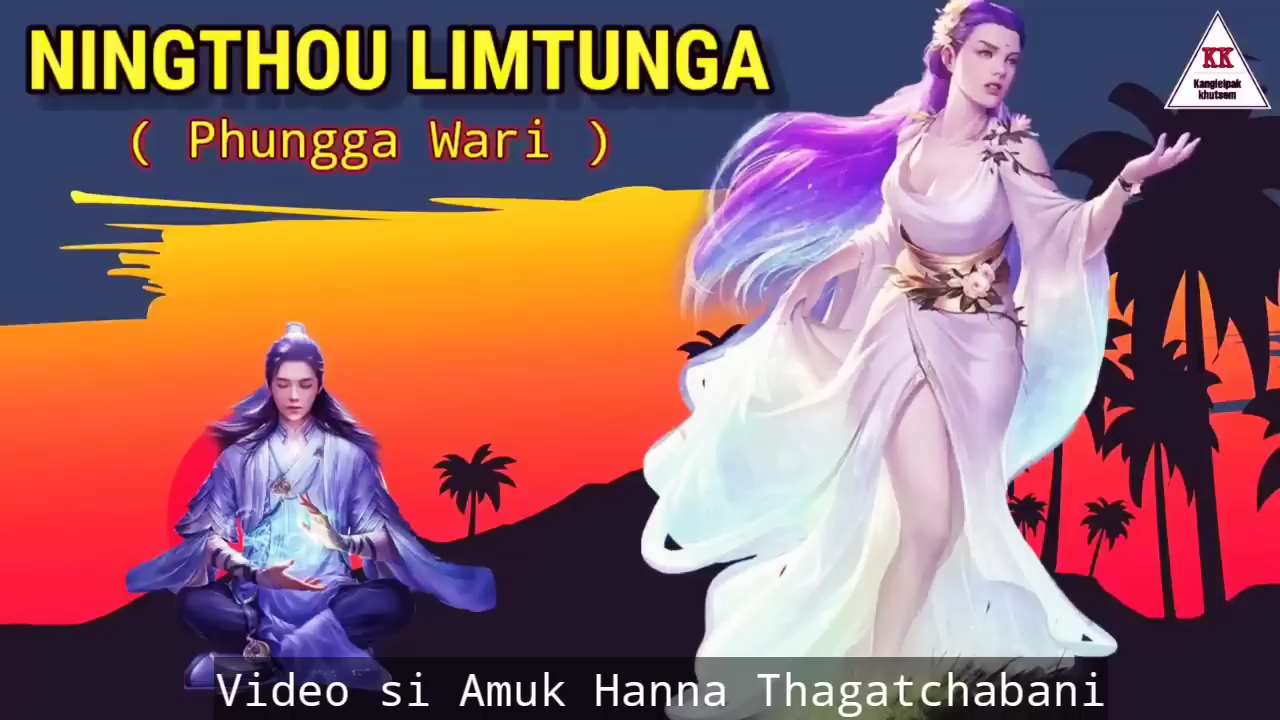 NINGTHOU LIMTUNGA
( Phungga Wari )
KK
Kangleipak
khutsem
Video si Amuk Hanna Thagatchabani